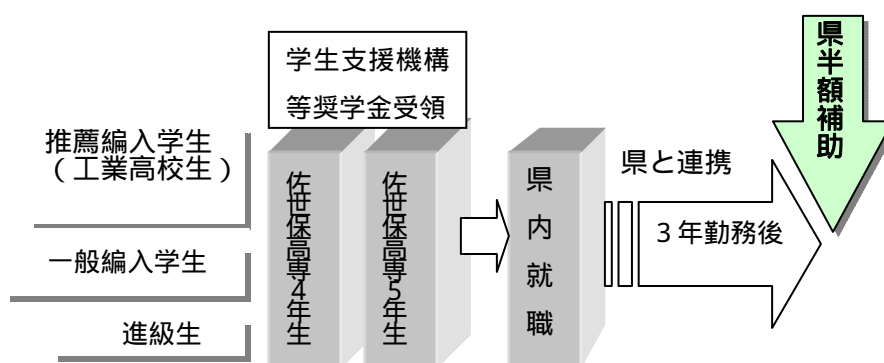 学生支援機構
等奨学金受領
県半額補助
推薦編入学生
（工業高校生）
一般編入学生
進級生
佐世保高専4年生
佐世保高専5年生
県内就職
県と連携
３年勤務後